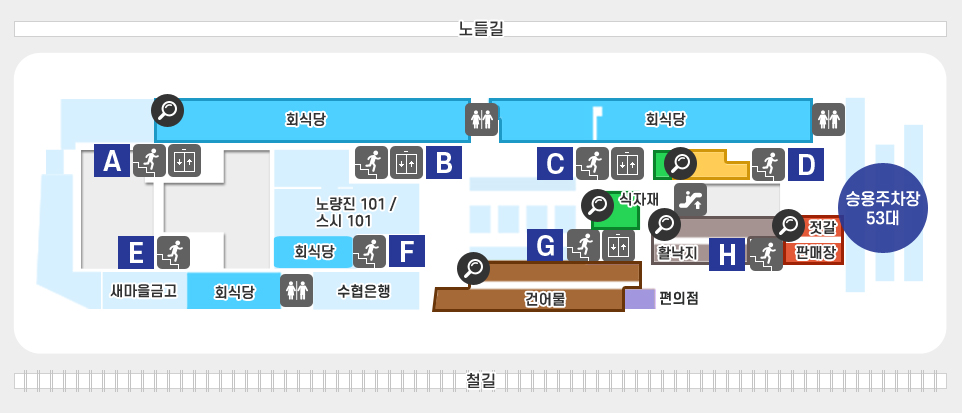 노들길
회식당
회식당
A
B
C
D
노량진 101 /
스시 101
식자재
승용주차장
53대
E
회식당
F
G
활낙지
H
젓갈
판매장
새마을금고
회식당
수협은행
건어물
편의점
철길